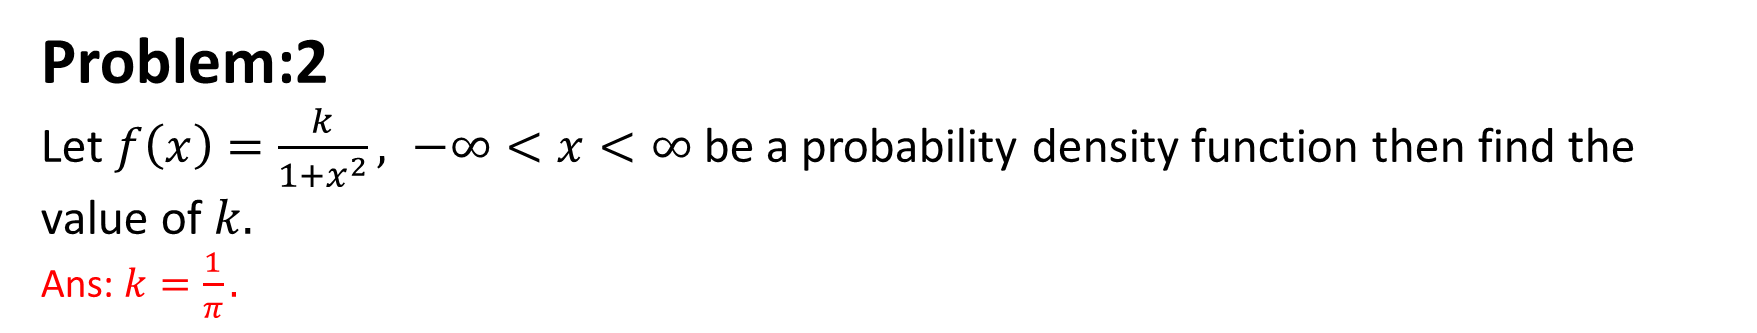 Problem:2
Let f(x) = k/(1+x²), −∞ < x < ∞ be a probability density function then find the
value of k.
Ans: k = 1/π.